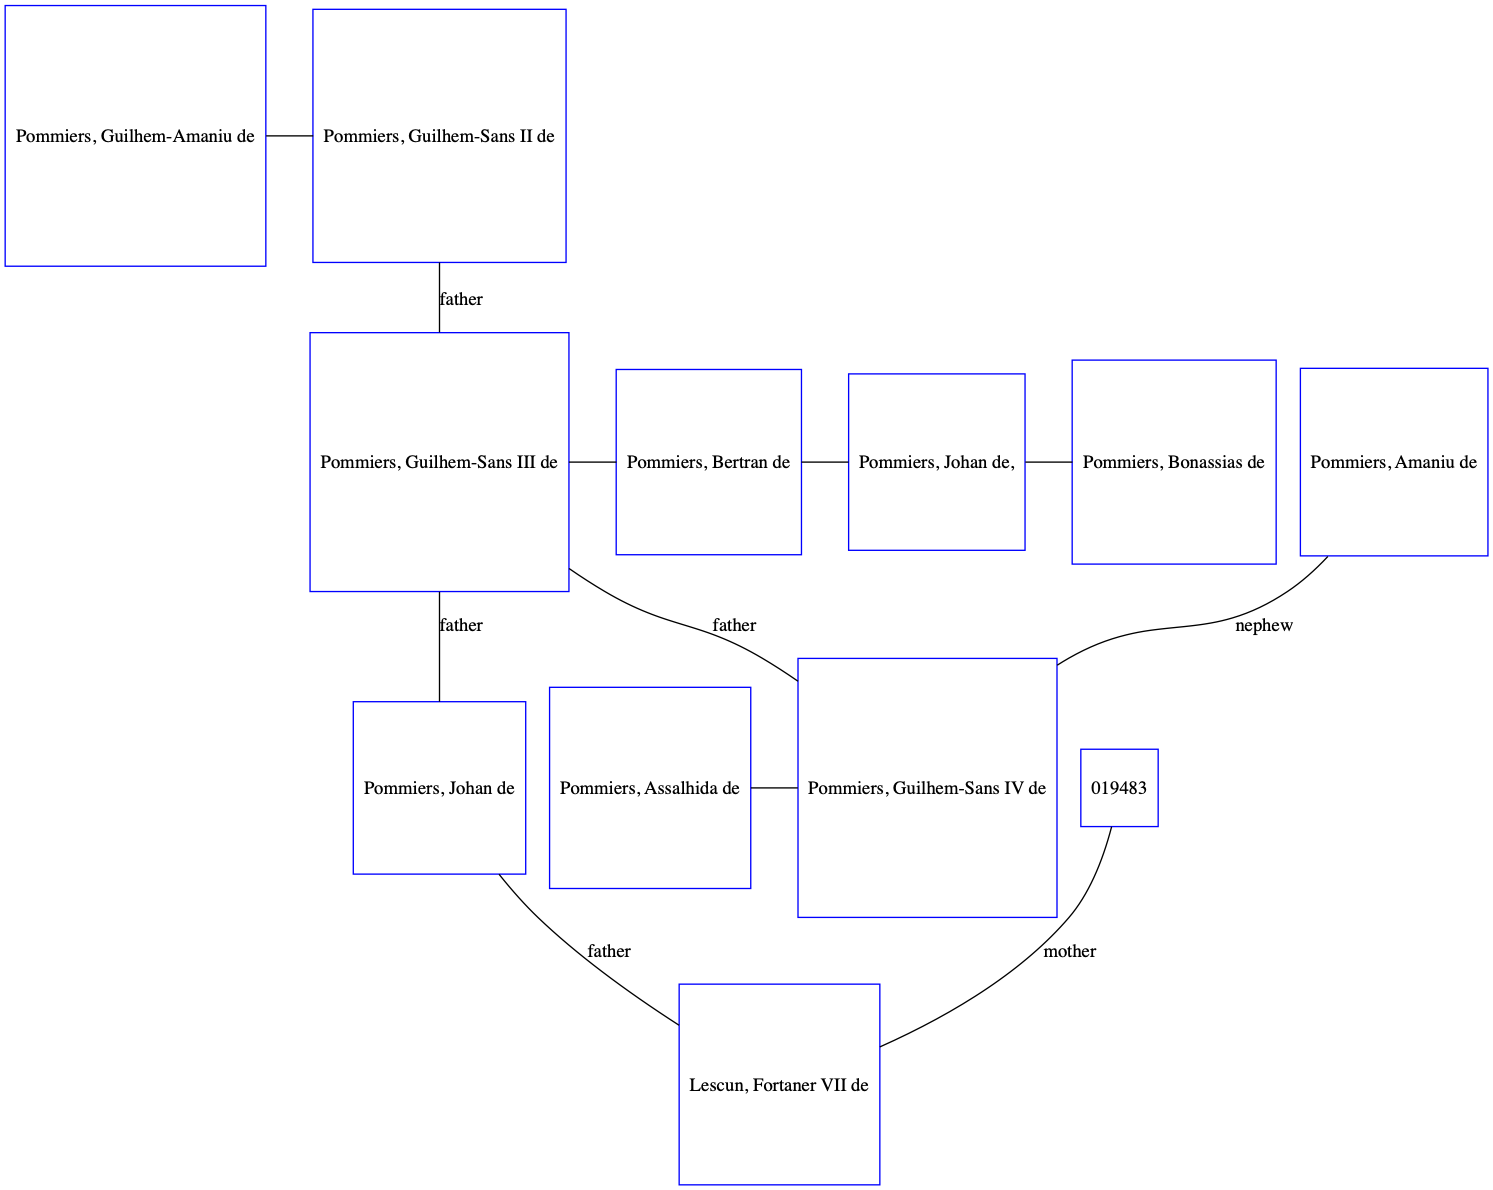 Pommiers, Guilhem-Amaniu de
Pommiers, Guilhem-Sans II de
father
Pommiers, Guilhem-Sans III de
Pommiers, Bertran de
Pommiers, Johan de,
Pommiers, Bonassias de
Pommiers, Amaniu de
father
father
nephew
Pommiers, Johan de
Pommiers, Assalhida de
Pommiers, Guilhem-Sans IV de
019483
father
mother
Lescun, Fortaner VII de